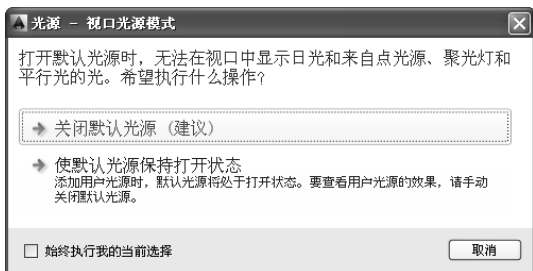 光源 - 视口光源模式
打开默认光源时，无法在视口中显示日光和来自点光源、聚光灯和
平行光的光。希望执行什么操作？
关闭默认光源（建议）
使默认光源保持打开状态
添加用户光源时，默认光源将处于打开状态。要查看用户光源的效果，请手动
关闭默认光源。
始终执行我的当前选择
取消